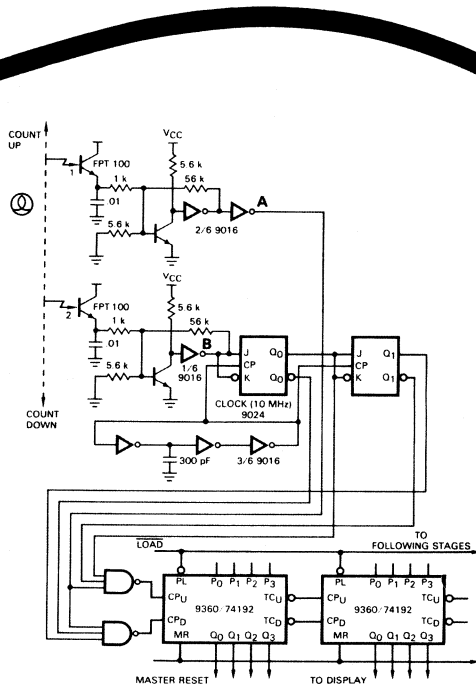 COUNT UP
VCC
FPT 100
5.6 k
1 k
56 k
1
.01
A
5.6 k
2/6 9016
VCC
FPT 100
5.6 k
1 k
56 k
2
.01
B
5.6 k
1/6 9016
J Q0
CP
K Q0
J Q1
CP
K Q1
COUNT DOWN
CLOCK (10 MHz)
9024
300 pF
3/6 9016
LOAD
TO FOLLOWING STAGES
PL P0 P1 P2 P3
PL P0 P1 P2 P3
CPU TCU
CPU TCU
9360/74192
9360/74192
CPD TCD
CPD TCD
MR Q0 Q1 Q2 Q3
MR Q0 Q1 Q2 Q3
MASTER RESET
TO DISPLAY